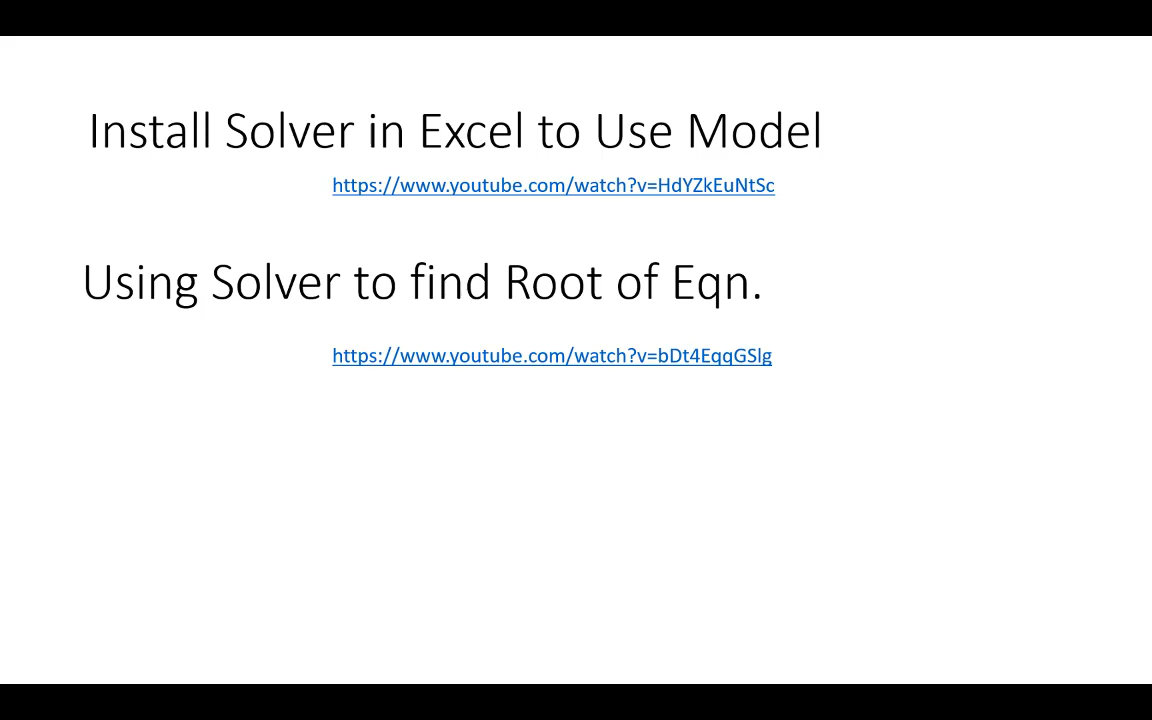 Install Solver in Excel to Use Model
https://www.youtube.com/watch?v=HdYZkEuNtSc
Using Solver to find Root of Eqn.
https://www.youtube.com/watch?v=bDt4EqqGSlg